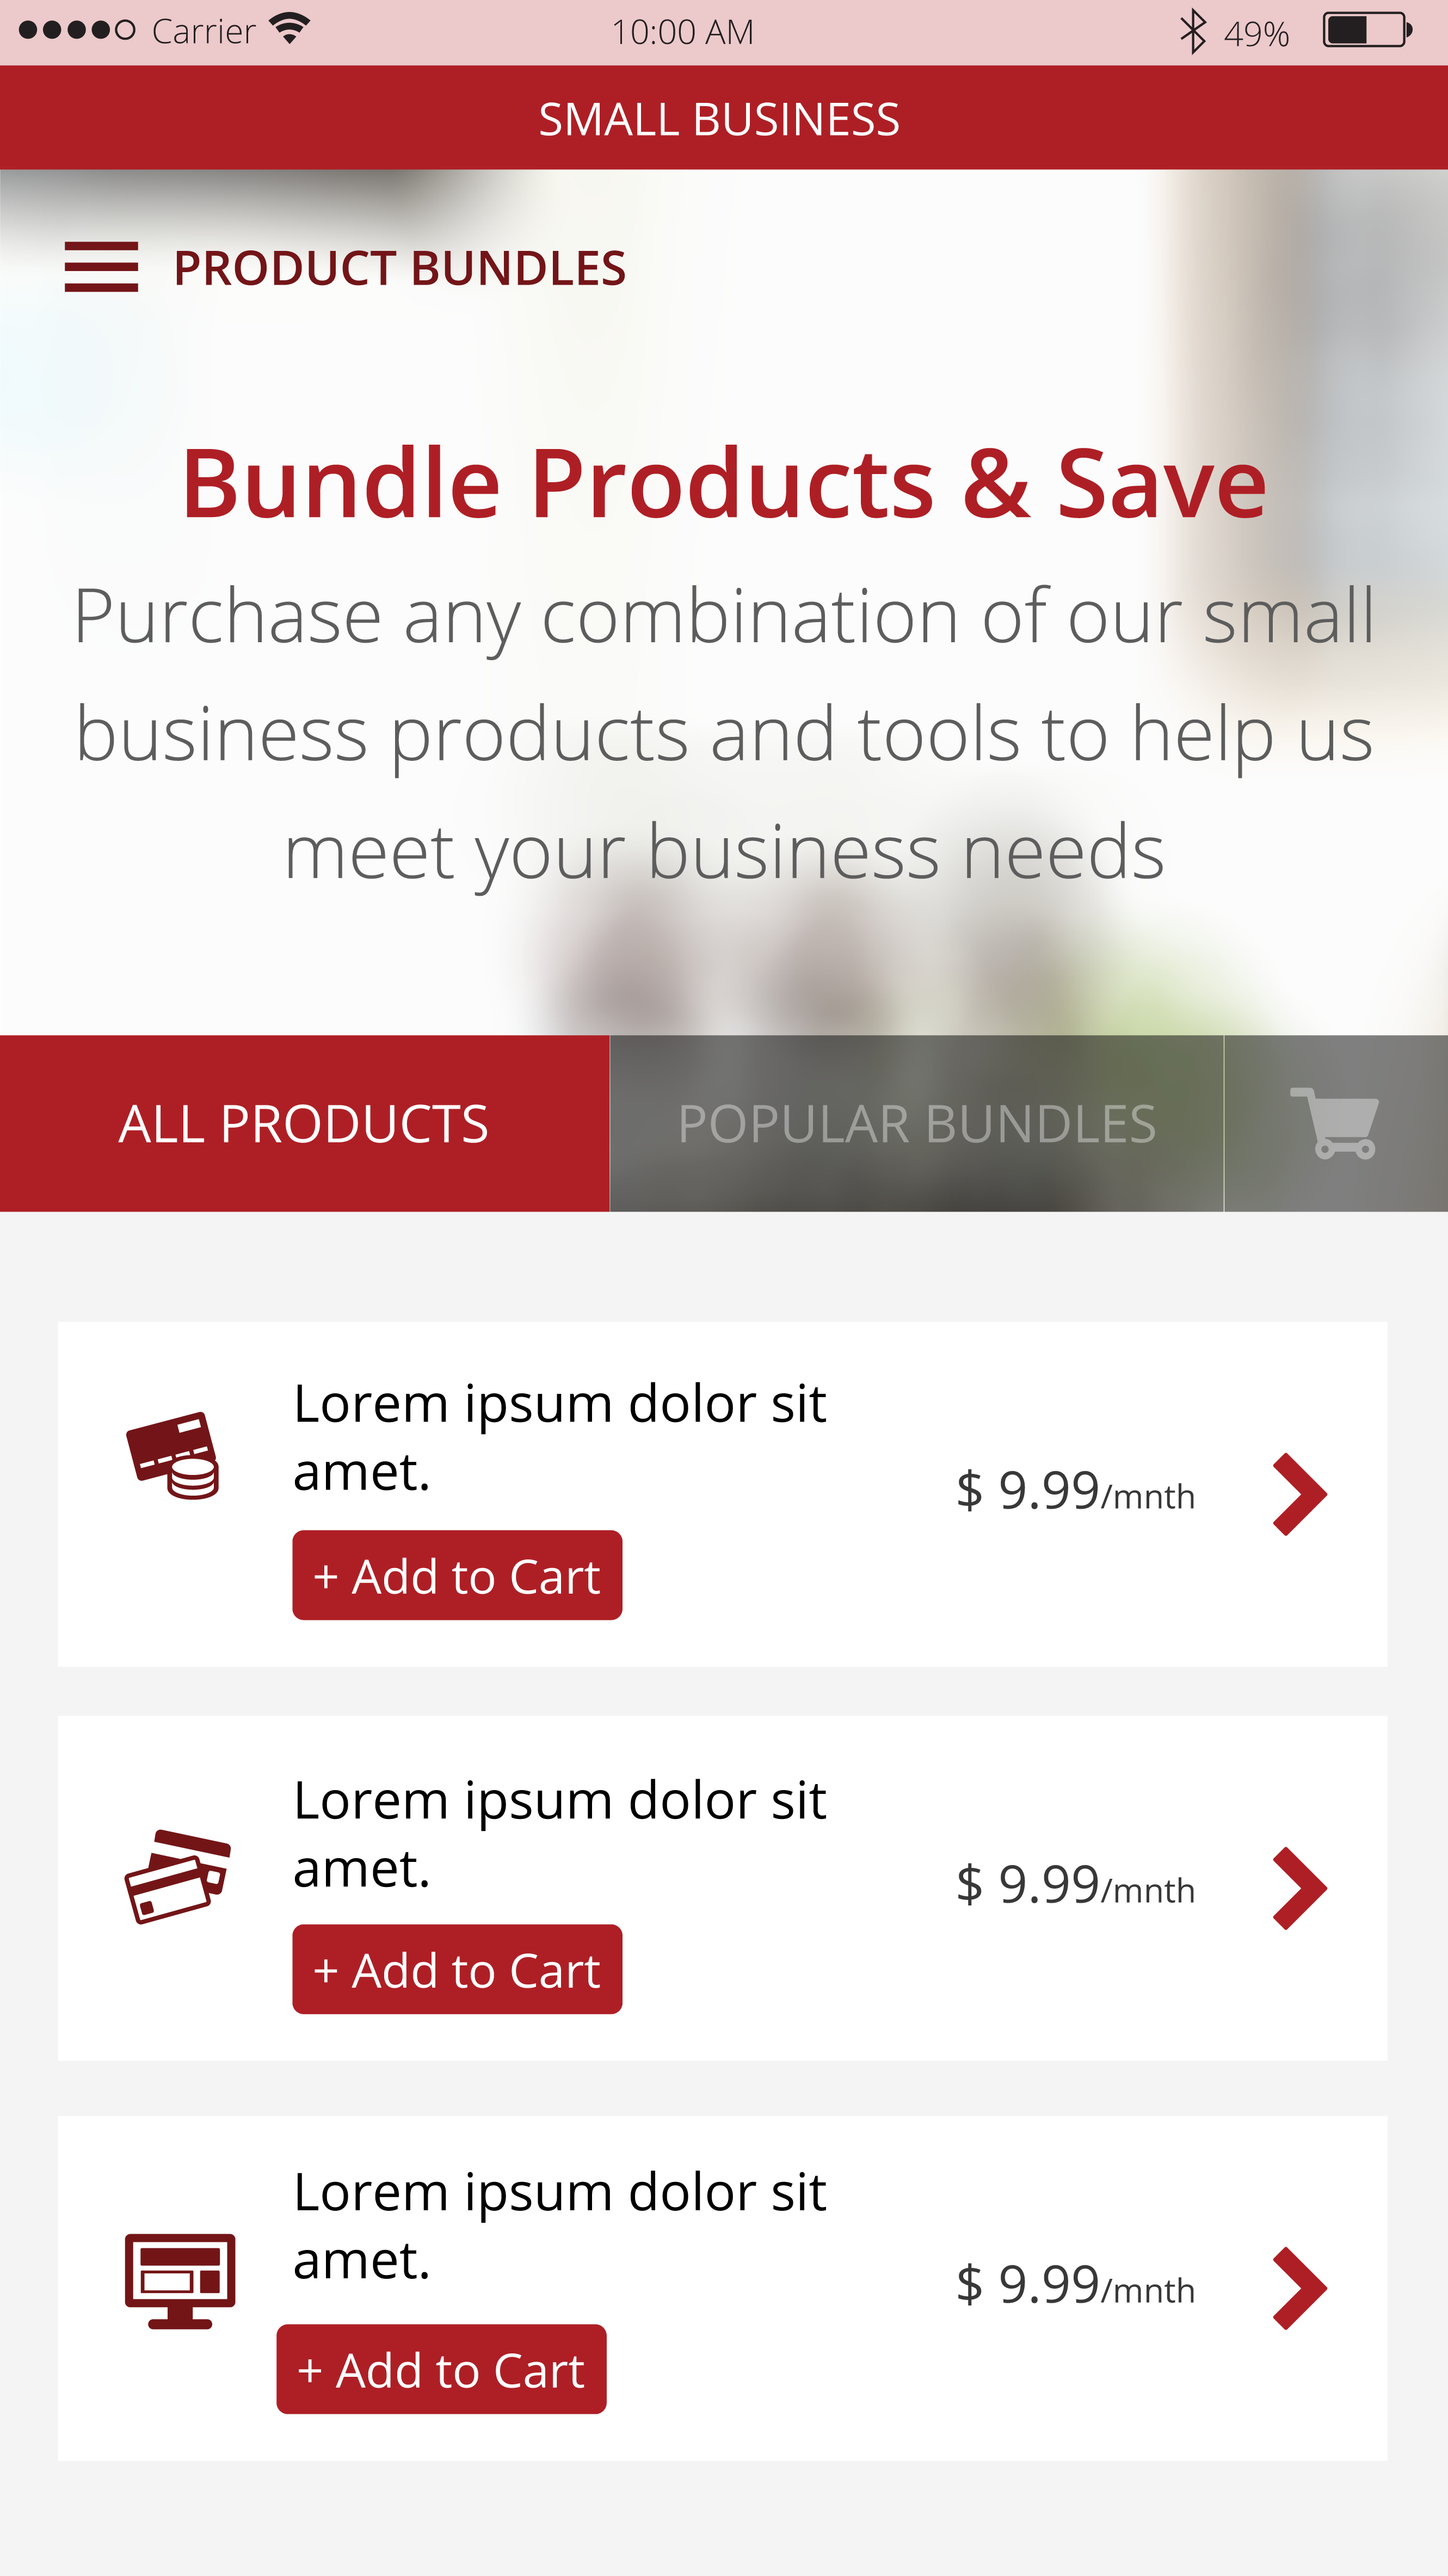 Carrier 10:00 AM 49%
SMALL BUSINESS
PRODUCT BUNDLES
Bundle Products & Save
Purchase any combination of our small
business products and tools to help us
meet your business needs
ALL PRODUCTS POPULAR BUNDLES
Lorem ipsum dolor sit
amet.
$ 9.99/mnth
+ Add to Cart
Lorem ipsum dolor sit
amet.
$ 9.99/mnth
+ Add to Cart
Lorem ipsum dolor sit
amet.
$ 9.99/mnth
+ Add to Cart